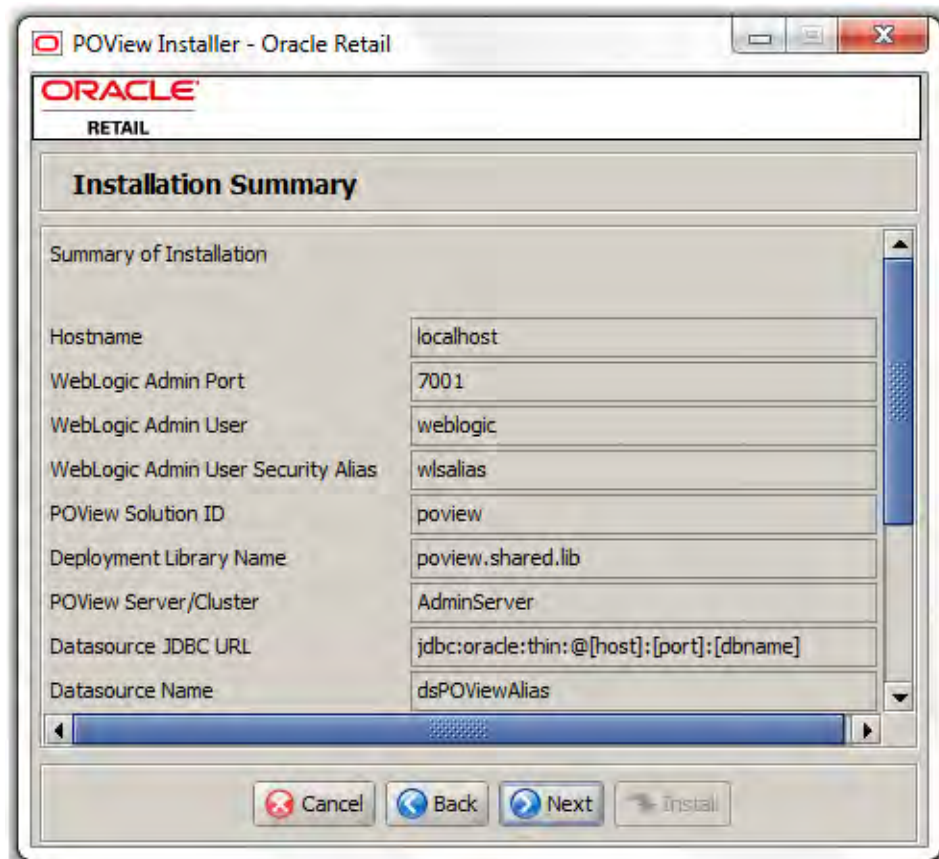 POView Installer - Oracle Retail
ORACLE
RETAIL
Installation Summary
Summary of Installation
Hostname localhost
WebLogic Admin Port 7001
WebLogic Admin User weblogic
WebLogic Admin User Security Alias wlsalias
POView Solution ID poview
Deployment Library Name poview.shared.lib
POView Server/Cluster AdminServer
Datasource JDBC URL jdbc:oracle:thin:@[host]:[port]:[dbname]
Datasource Name dsPOViewAlias
Cancel Back Next Install